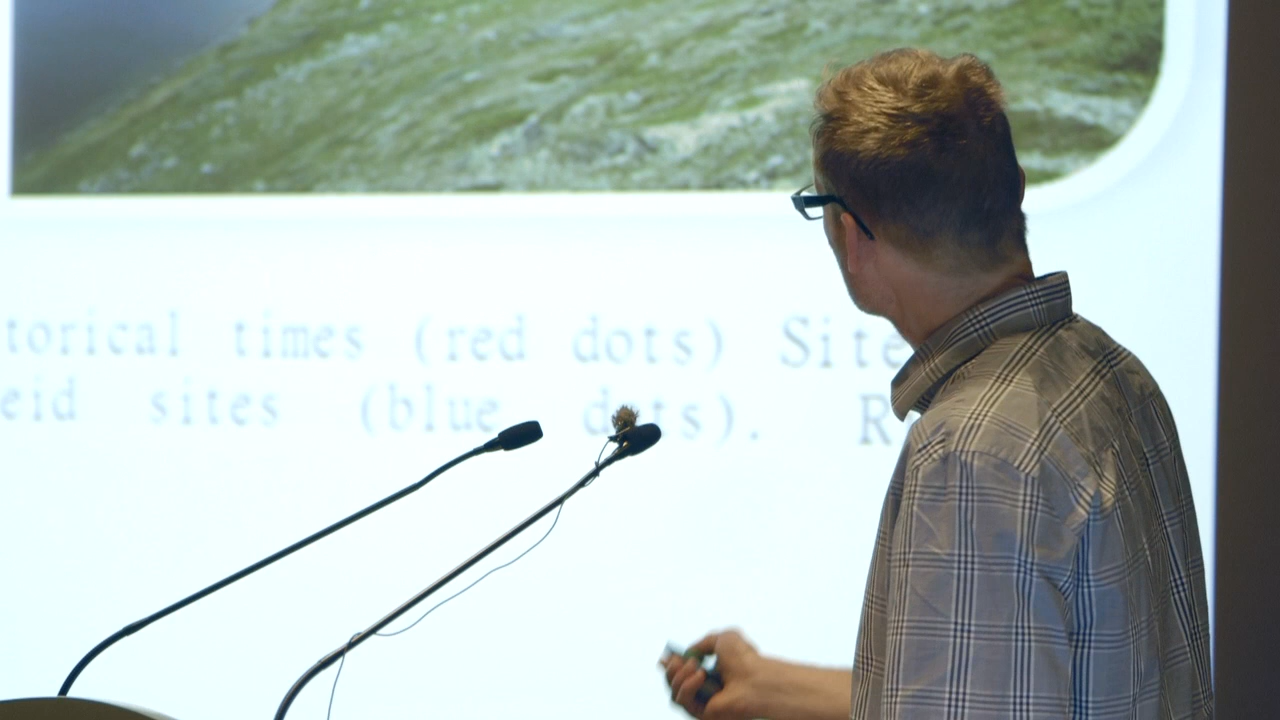 torical times (red dots) Site
eid sites (blue dots). R